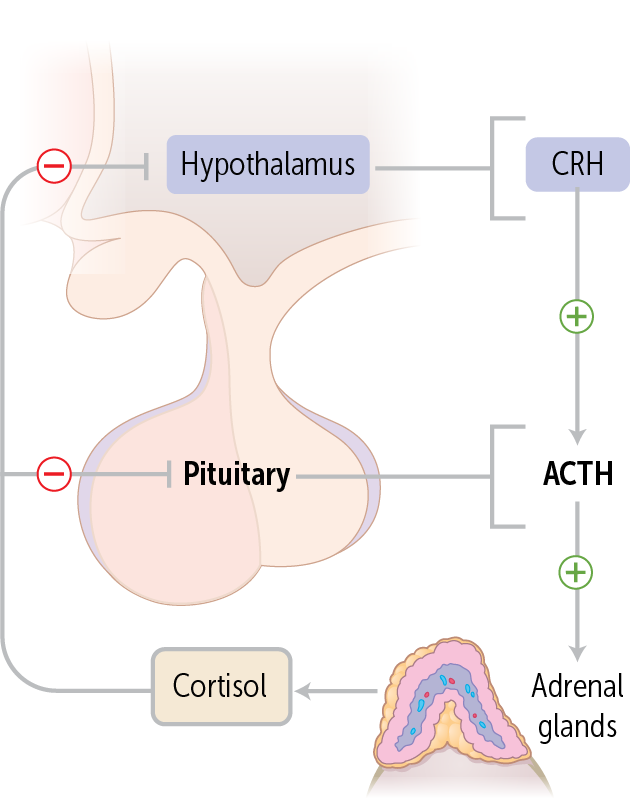 Hypothalamus
CRH
Pituitary
ACTH
Cortisol
Adrenal
glands